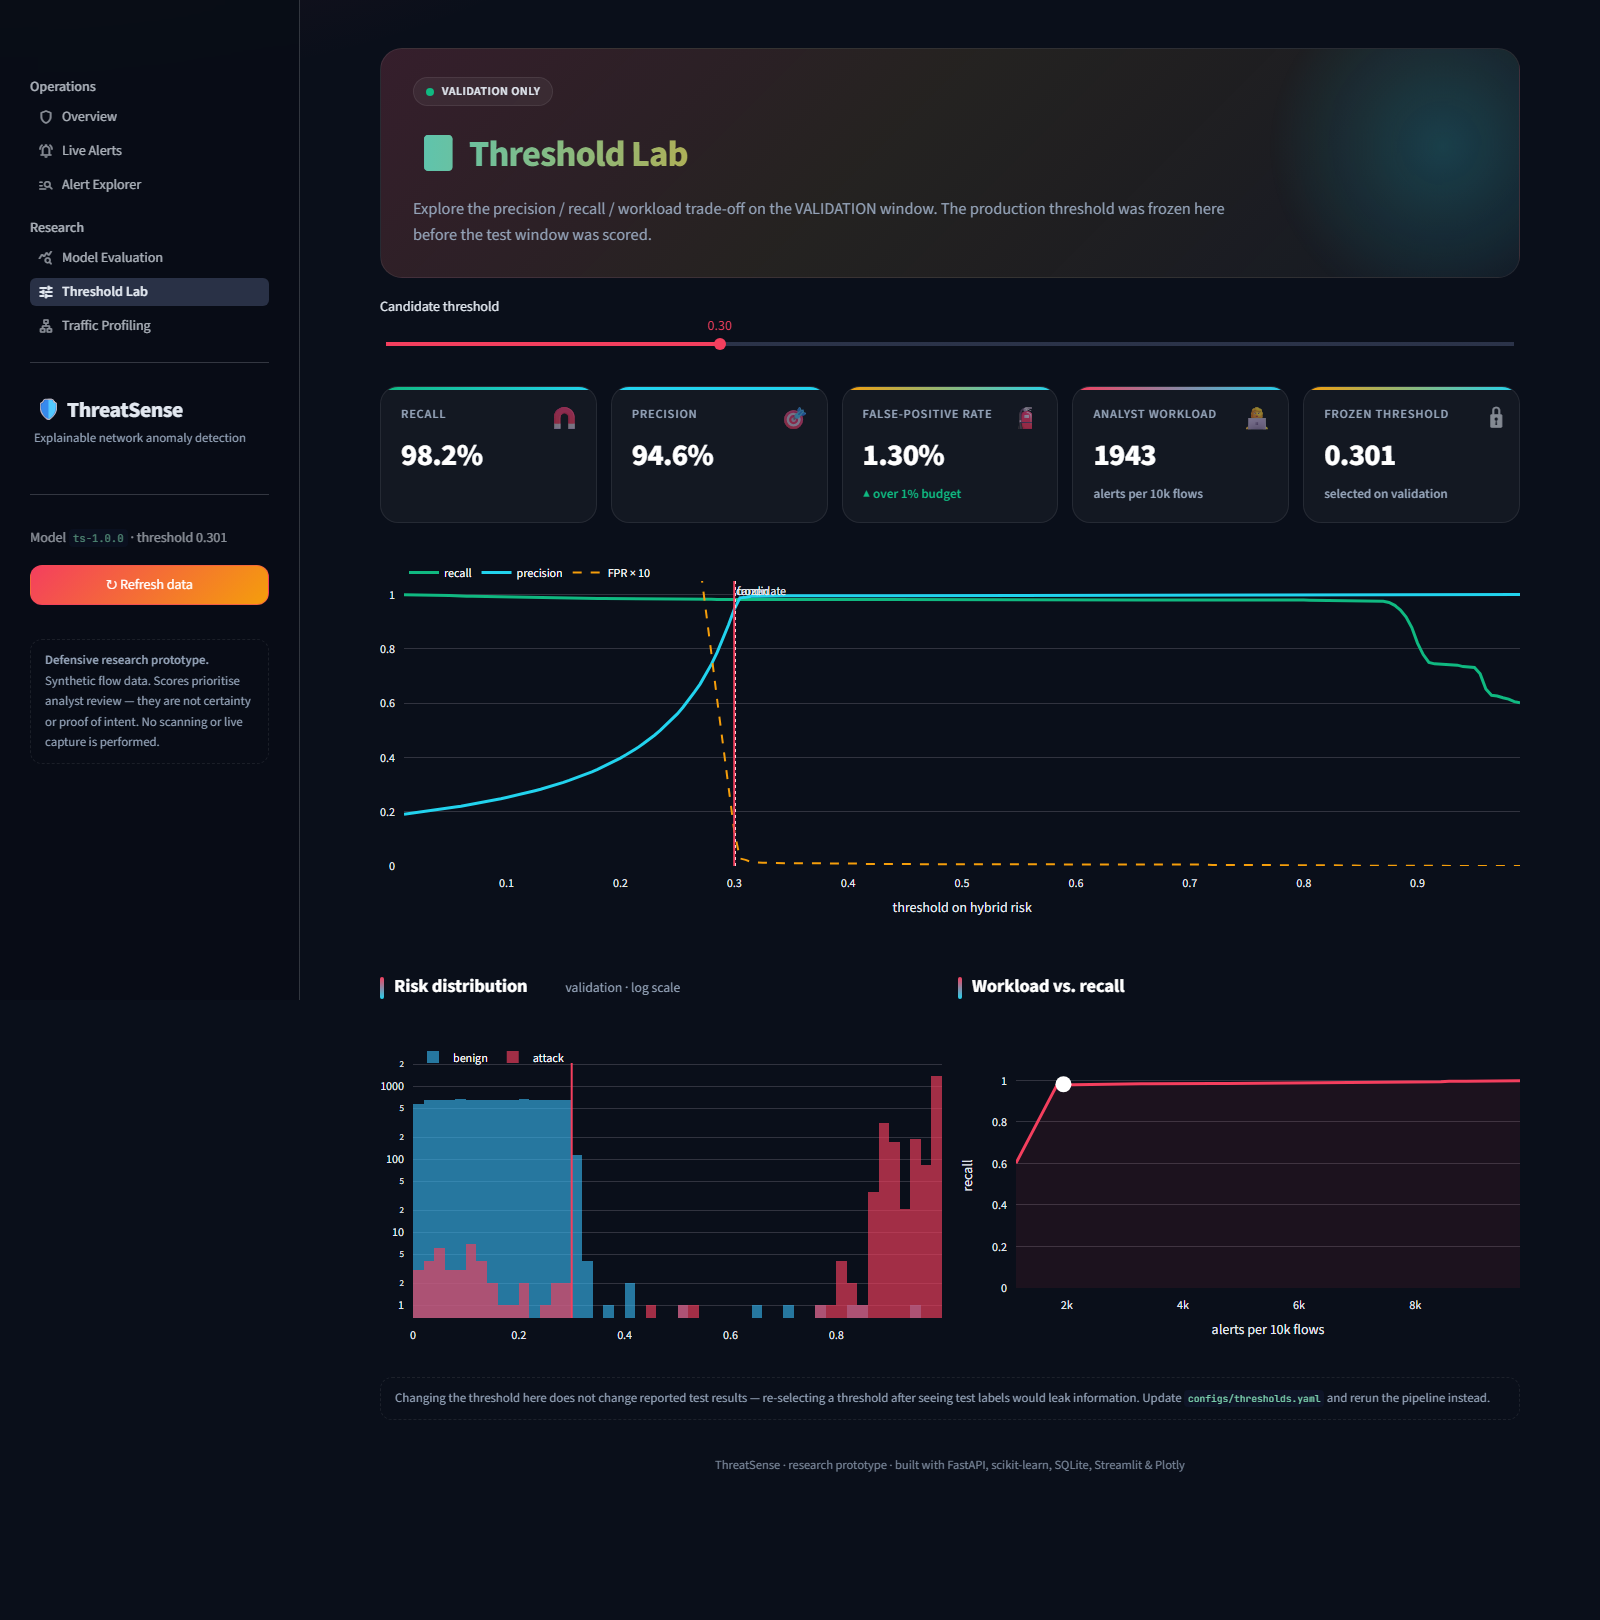 Operations
Overview
Live Alerts
Alert Explorer
Research
Model Evaluation
Threshold Lab
Traffic Profiling
ThreatSense
Explainable network anomaly detection
Model ts-1.0.0 · threshold 0.301
↻ Refresh data
Defensive research prototype.
Synthetic flow data. Scores prioritise
analyst review — they are not certainty
or proof of intent. No scanning or live
capture is performed.
VALIDATION ONLY
Threshold Lab
Explore the precision / recall / workload trade-off on the VALIDATION window. The production threshold was frozen here
before the test window was scored.
Candidate threshold
0.30
RECALL
98.2%
PRECISION
94.6%
FALSE-POSITIVE RATE
1.30%
▲ over 1% budget
ANALYST WORKLOAD
1943
alerts per 10k flows
FROZEN THRESHOLD
0.301
selected on validation
recall precision FPR × 10
candidate
1
0.8
0.6
0.4
0.2
0
0.1 0.2 0.3 0.4 0.5 0.6 0.7 0.8 0.9
threshold on hybrid risk
Risk distribution validation · log scale
benign attack
2
1000
5
2
100
5
2
10
5
2
1
0 0.2 0.4 0.6 0.8
Workload vs. recall
recall
1
0.8
0.6
0.4
0.2
0
2k 4k 6k 8k
alerts per 10k flows
Changing the threshold here does not change reported test results — re-selecting a threshold after seeing test labels would leak information. Update configs/thresholds.yaml and rerun the pipeline instead.
ThreatSense · research prototype · built with FastAPI, scikit-learn, SQLite, Streamlit & Plotly